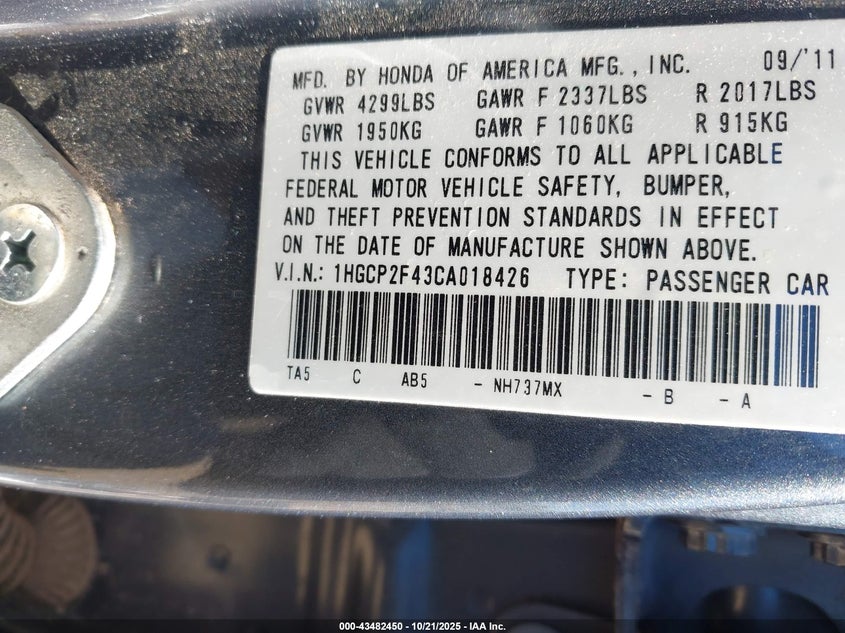 MFD. BY HONDA OF AMERICA MFG., INC. 09/'11
GVWR 4299LBS GAWR F 2337LBS R 2017LBS
GVWR 1950KG GAWR F 1060KG R 915KG
THIS VEHICLE CONFORMS TO ALL APPLICABLE
FEDERAL MOTOR VEHICLE SAFETY, BUMPER,
AND THEFT PREVENTION STANDARDS IN EFFECT
ON THE DATE OF MANUFACTURE SHOWN ABOVE.
V.I.N.: 1HGCP2F43CA018426 TYPE: PASSENGER CAR
TA5 C AB5 - NH737MX - B - A
000-43482450 - 10/21/2025 - IAA Inc.